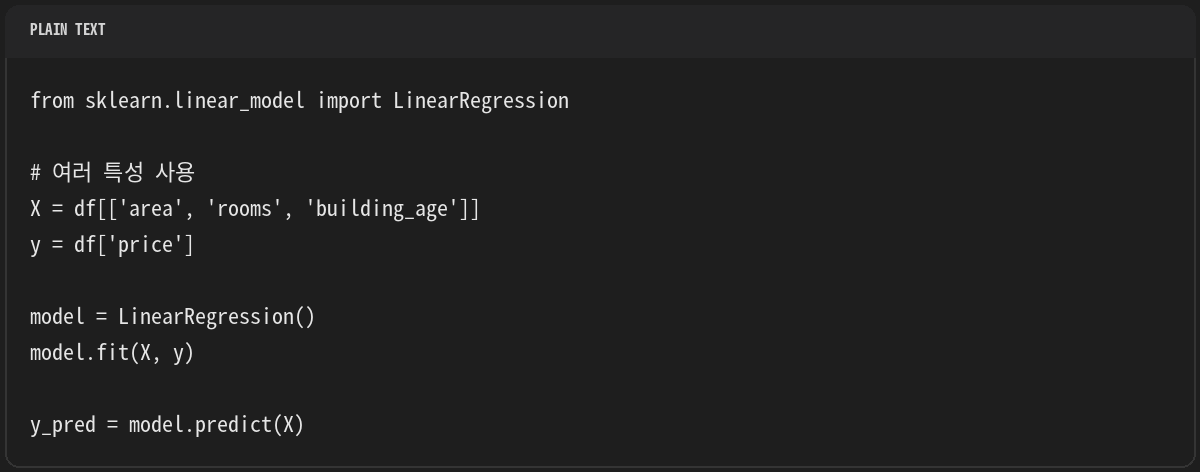 PLAIN TEXT
from sklearn.linear_model import LinearRegression
# 여러 특성 사용
X = df[['area', 'rooms', 'building_age']]
y = df['price']
model = LinearRegression()
model.fit(X, y)
y_pred = model.predict(X)